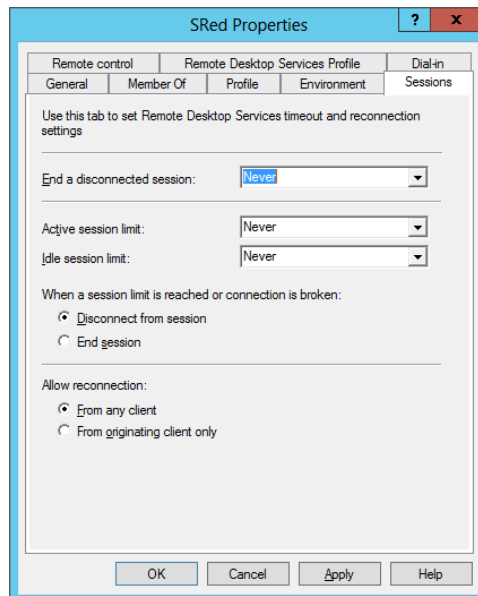 SRed Properties
? x
Remote control Remote Desktop Services Profile Dial-in
General Member Of Profile Environment Sessions
Use this tab to set Remote Desktop Services timeout and reconnection
settings
End a disconnected session: Never
Active session limit: Never
Idle session limit: Never
When a session limit is reached or connection is broken:
Disconnect from session
End session
Allow reconnection:
From any client
From originating client only
OK Cancel Apply Help